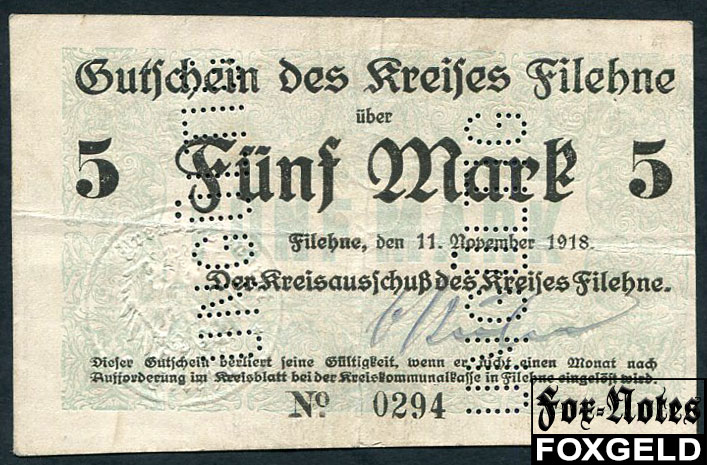 Gutschein des Kreises Filehne
über
5 Fünf Mark 5
FÜNF MARK
Filehne, den 11. November 1918.
Der Kreisausschuß des Kreises Filehne.
Dieser Gutschein verliert seine Gültigkeit, wenn er nicht einen Monat nach
Aufforderung im Kreisblatt bei der Kreiskommunalkasse in Filehne eingelöst wird.
No 0294
Fox-Notes
FOXGELD